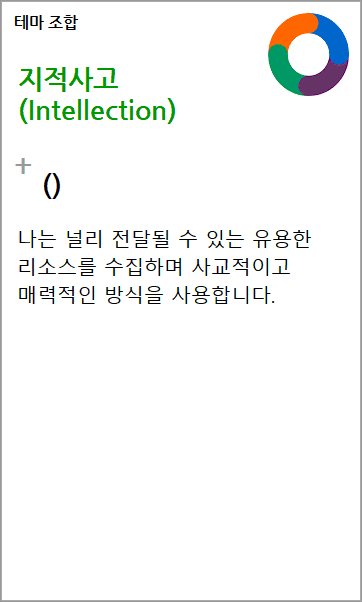 테마 조합
지적사고
(Intellection)
+
()
나는 널리 전달될 수 있는 유용한
리소스를 수집하며 사교적이고
매력적인 방식을 사용합니다.